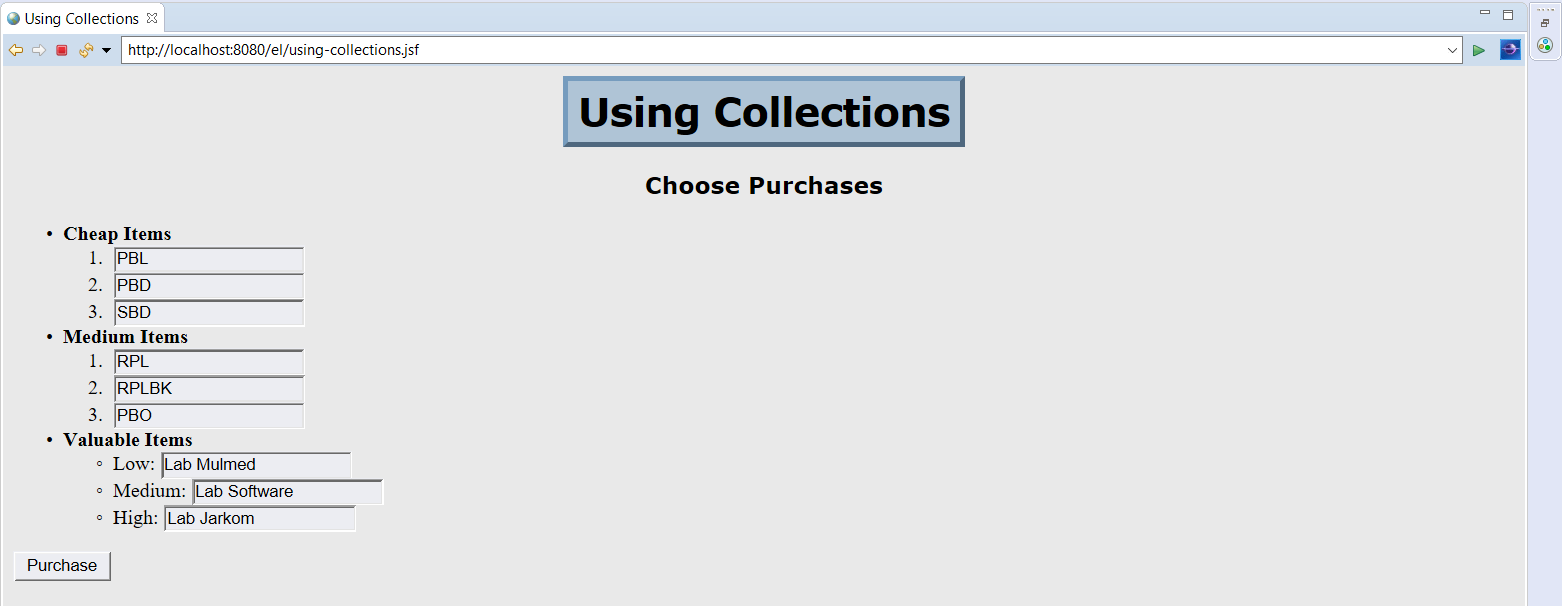 Using Collections
http://localhost:8080/el/using-collections.jsf
Using Collections
Choose Purchases
• Cheap Items
1. PBL
2. PBD
3. SBD
• Medium Items
1. RPL
2. RPLBK
3. PBO
• Valuable Items
◦ Low: Lab Mulmed
◦ Medium: Lab Software
◦ High: Lab Jarkom
Purchase